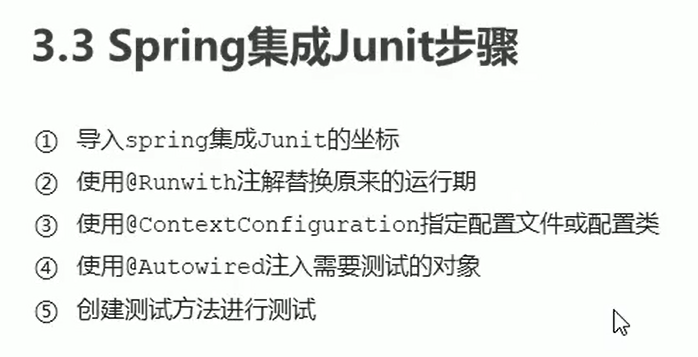 3.3 Spring集成Junit步骤
① 导入spring集成Junit的坐标
② 使用@Runwith注解替换原来的运行期
③ 使用@ContextConfiguration指定配置文件或配置类
④ 使用@Autowired注入需要测试的对象
⑤ 创建测试方法进行测试